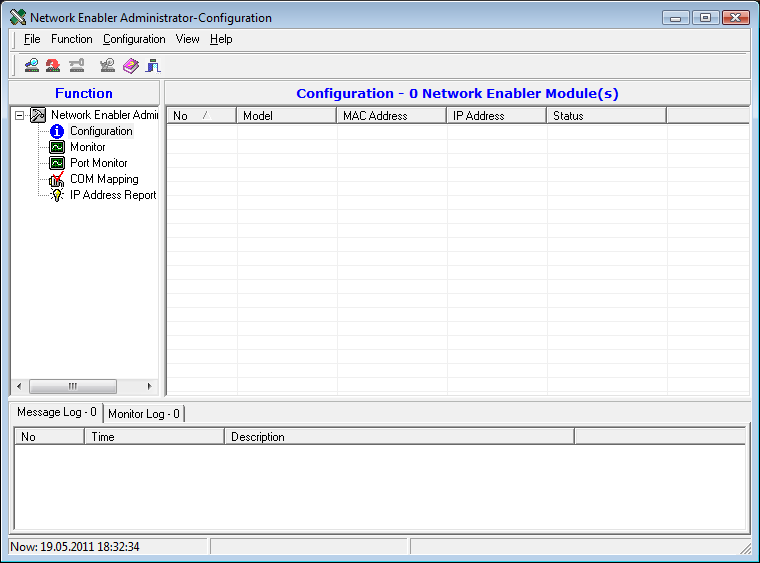 Network Enabler Administrator-Configuration
File Function Configuration View Help
Function
Configuration - 0 Network Enabler Module(s)
Network Enabler Admi
Configuration
Monitor
Port Monitor
COM Mapping
IP Address Report
No Model MAC Address IP Address Status
Message Log - 0 Monitor Log - 0
No Time Description
Now: 19.05.2011 18:32:34